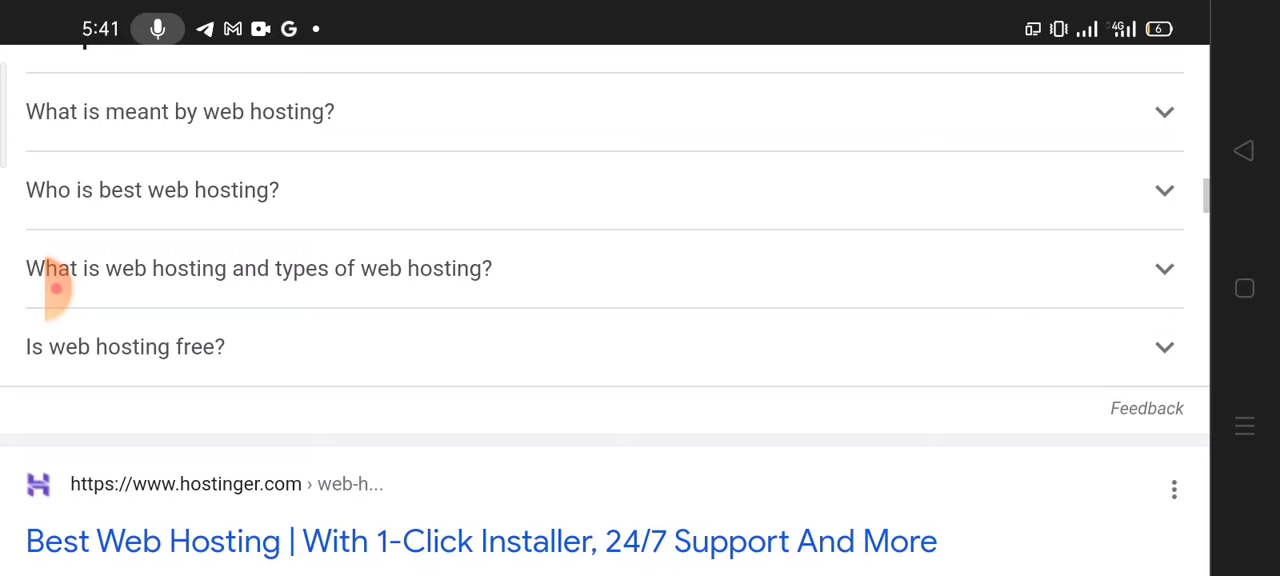 5:41 G 4G 6
What is meant by web hosting?
Who is best web hosting?
What is web hosting and types of web hosting?
Is web hosting free?
Feedback
https://www.hostinger.com › web-h...
Best Web Hosting | With 1-Click Installer, 24/7 Support And More